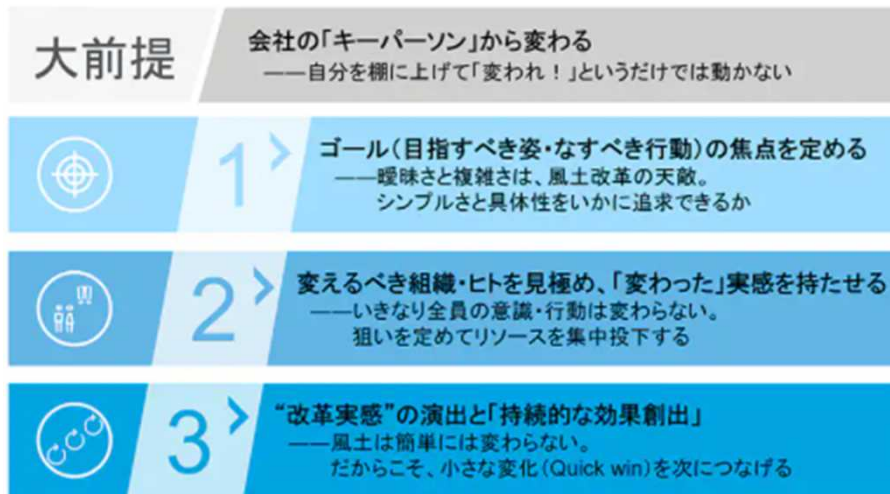 大前提
会社の「キーパーソン」から変わる
――自分を棚に上げて「変われ！」というだけでは動かない
1
ゴール（目指すべき姿・なすべき行動）の焦点を定める
――曖昧さと複雑さは、風土改革の天敵。
シンプルさと具体性をいかに追求できるか
2
変えるべき組織・ヒトを見極め、「変わった」実感を持たせる
――いきなり全員の意識・行動は変わらない。
狙いを定めてリソースを集中投下する
3
“改革実感”の演出と「持続的な効果創出」
――風土は簡単には変わらない。
だからこそ、小さな変化（Quick win）を次につなげる